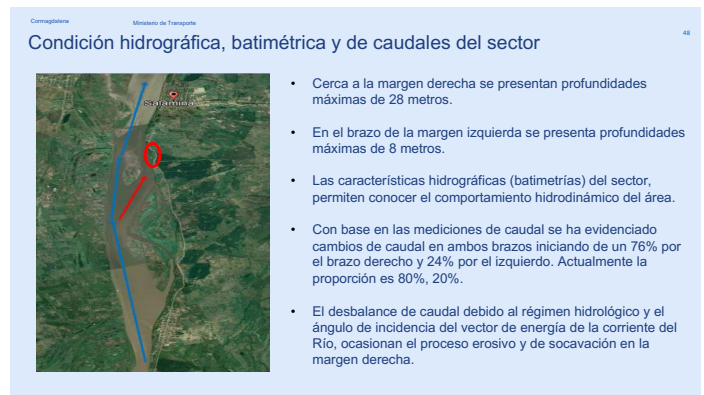 Cormagdalena
Ministerio de Transporte
48
Condición hidrográfica, batimétrica y de caudales del sector
Salamina
• Cerca a la margen derecha se presentan profundidades
máximas de 28 metros.
• En el brazo de la margen izquierda se presenta profundidades
máximas de 8 metros.
• Las características hidrográficas (batimetrías) del sector,
permiten conocer el comportamiento hidrodinámico del área.
• Con base en las mediciones de caudal se ha evidenciado
cambios de caudal en ambos brazos iniciando de un 76% por
el brazo derecho y 24% por el izquierdo. Actualmente la
proporción es 80%, 20%.
• El desbalance de caudal debido al régimen hidrológico y el
ángulo de incidencia del vector de energía de la corriente del
Río, ocasionan el proceso erosivo y de socavación en la
margen derecha.